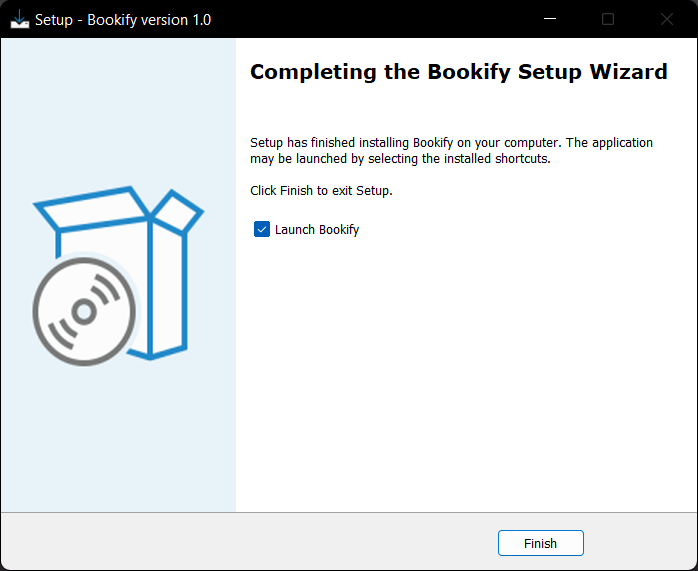 Setup - Bookify version 1.0
Completing the Bookify Setup Wizard
Setup has finished installing Bookify on your computer. The application
may be launched by selecting the installed shortcuts.
Click Finish to exit Setup.
Launch Bookify
Finish